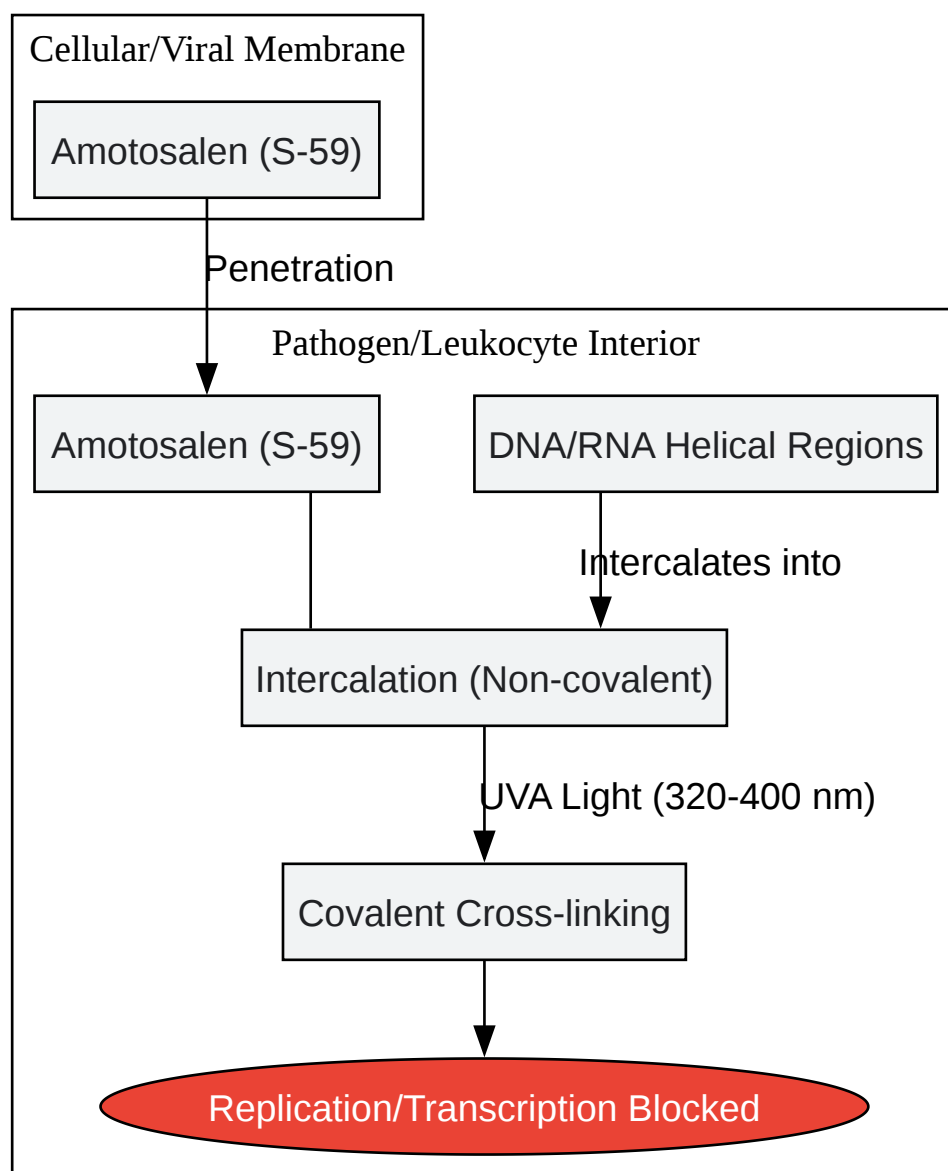 Cellular/Viral Membrane
Amotosalen (S-59)
Penetration
Pathogen/Leukocyte Interior
Amotosalen (S-59)
DNA/RNA Helical Regions
Intercalates into
Intercalation (Non-covalent)
UVA Light (320-400 nm)
Covalent Cross-linking
Replication/Transcription Blocked